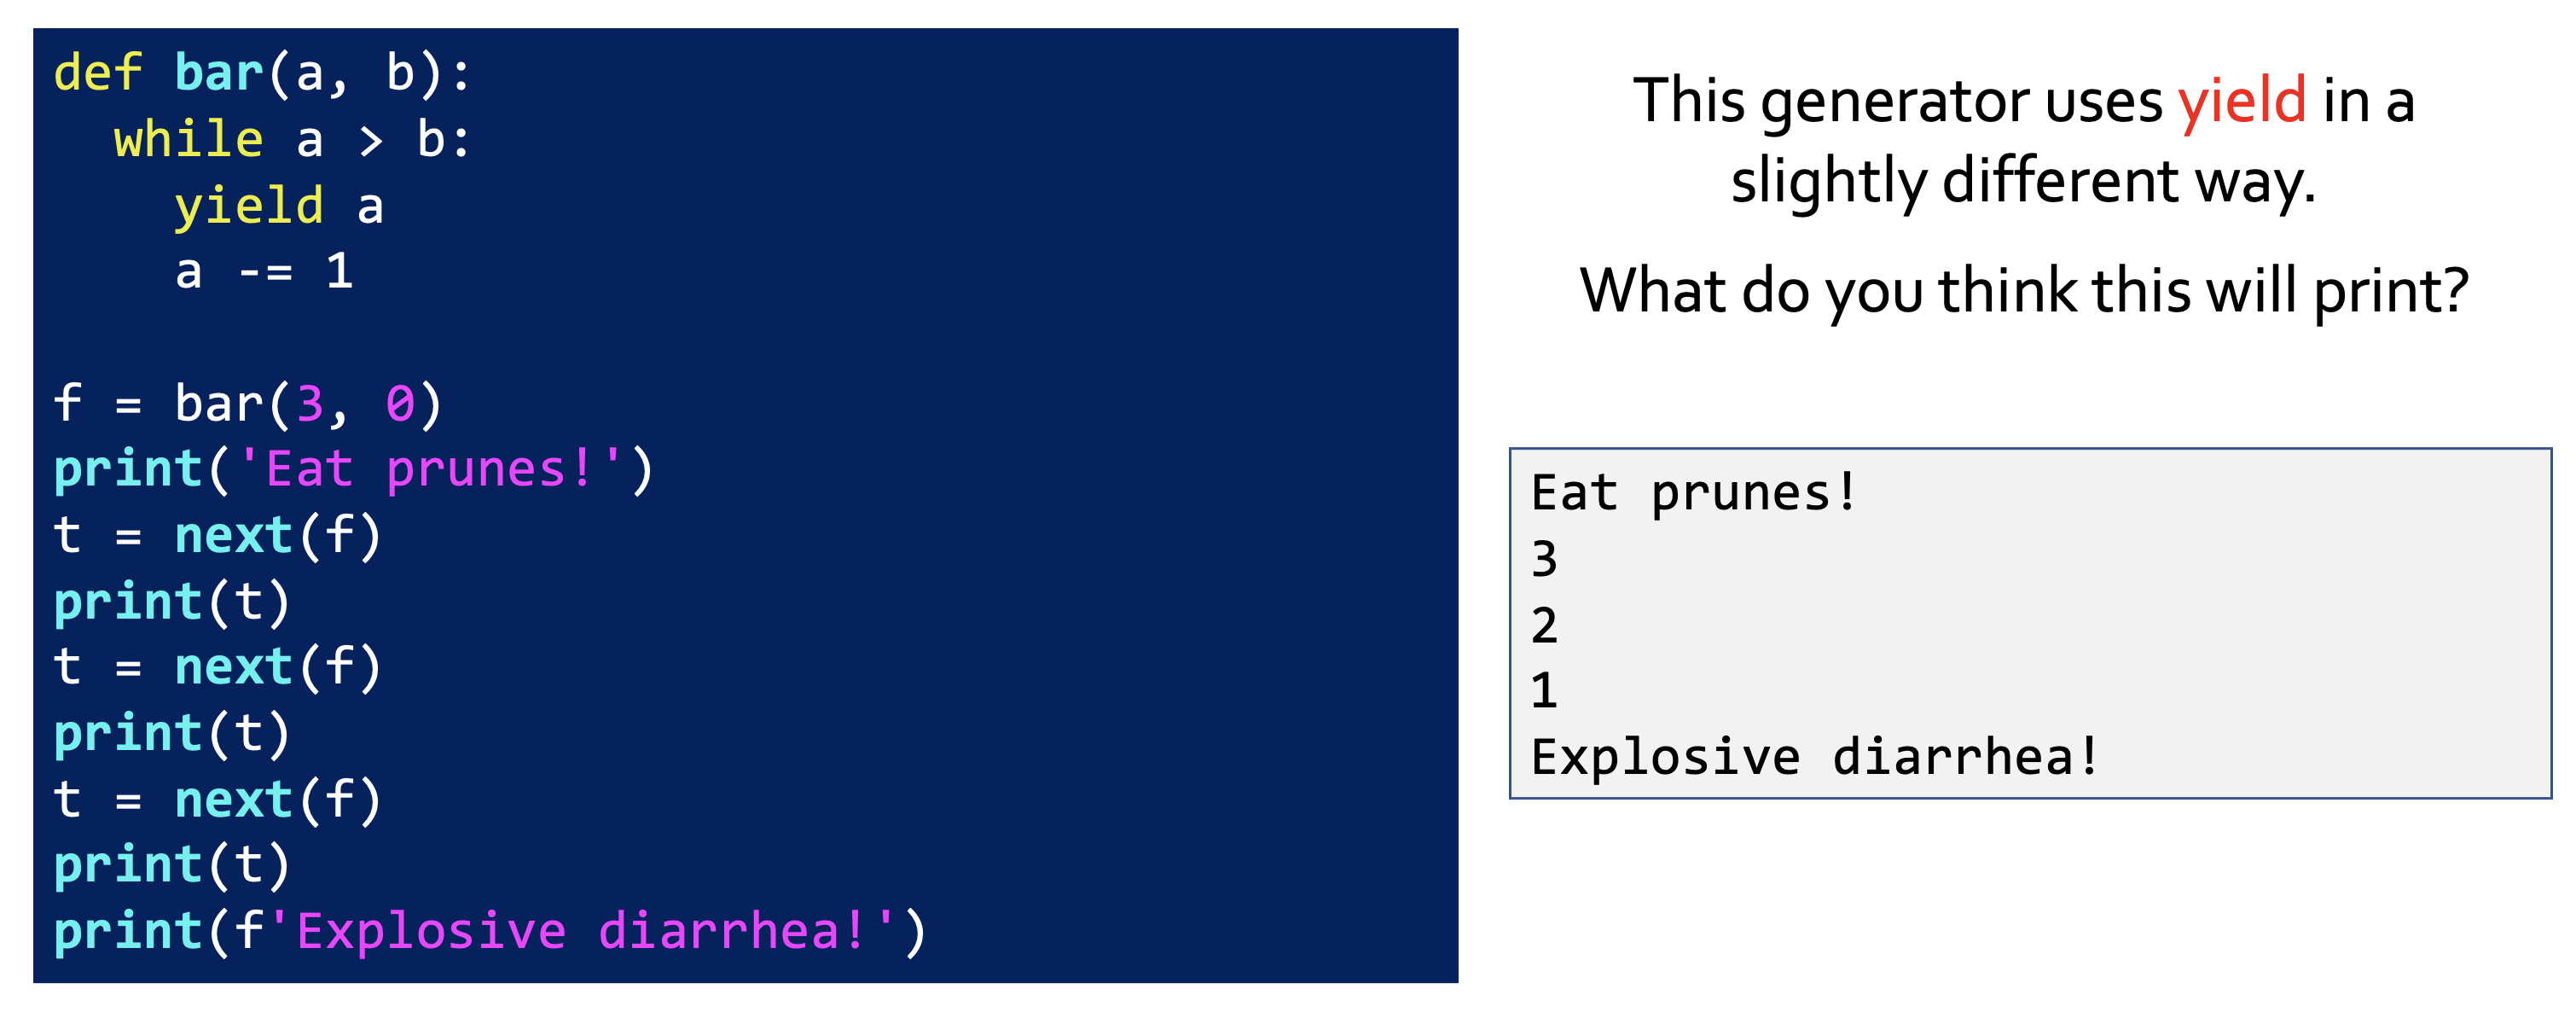 def bar(a, b):
  while a > b:
    yield a
    a -= 1

f = bar(3, 0)
print('Eat prunes!')
t = next(f)
print(t)
t = next(f)
print(t)
t = next(f)
print(t)
print(f'Explosive diarrhea!')
This generator uses yield in a
slightly different way.
What do you think this will print?
Eat prunes!
3
2
1
Explosive diarrhea!